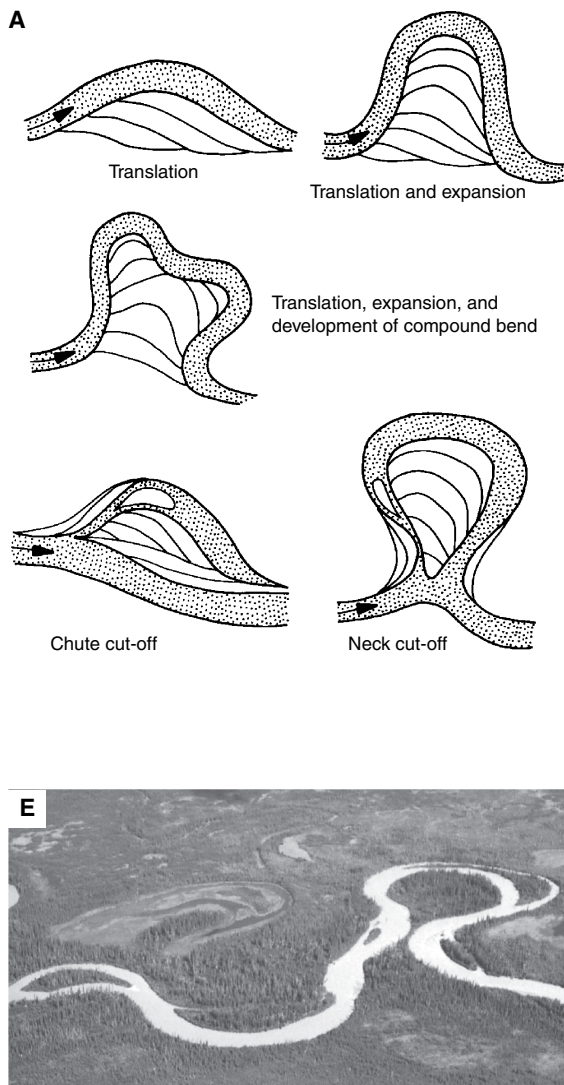 A
Translation
Translation and expansion
Translation, expansion, and
development of compound bend
Chute cut-off
Neck cut-off
E